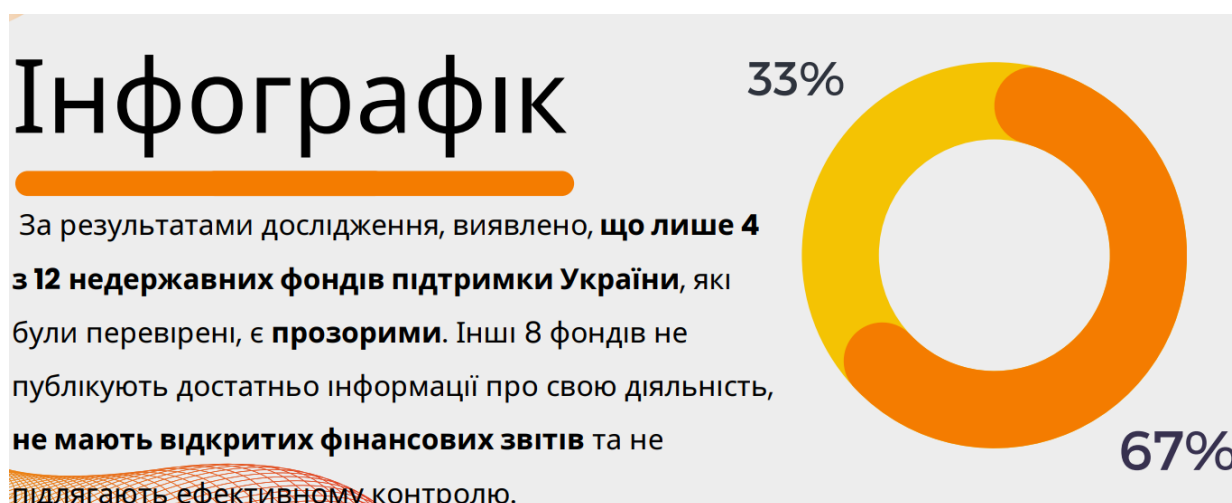 Інфографік
33%
За результатами дослідження, виявлено, що лише 4
з 12 недержавних фондів підтримки України, які
були перевірені, є прозорими. Інші 8 фондів не
публікують достатньо інформації про свою діяльність,
не мають відкритих фінансових звітів та не
підлягають ефективному контролю.
67%